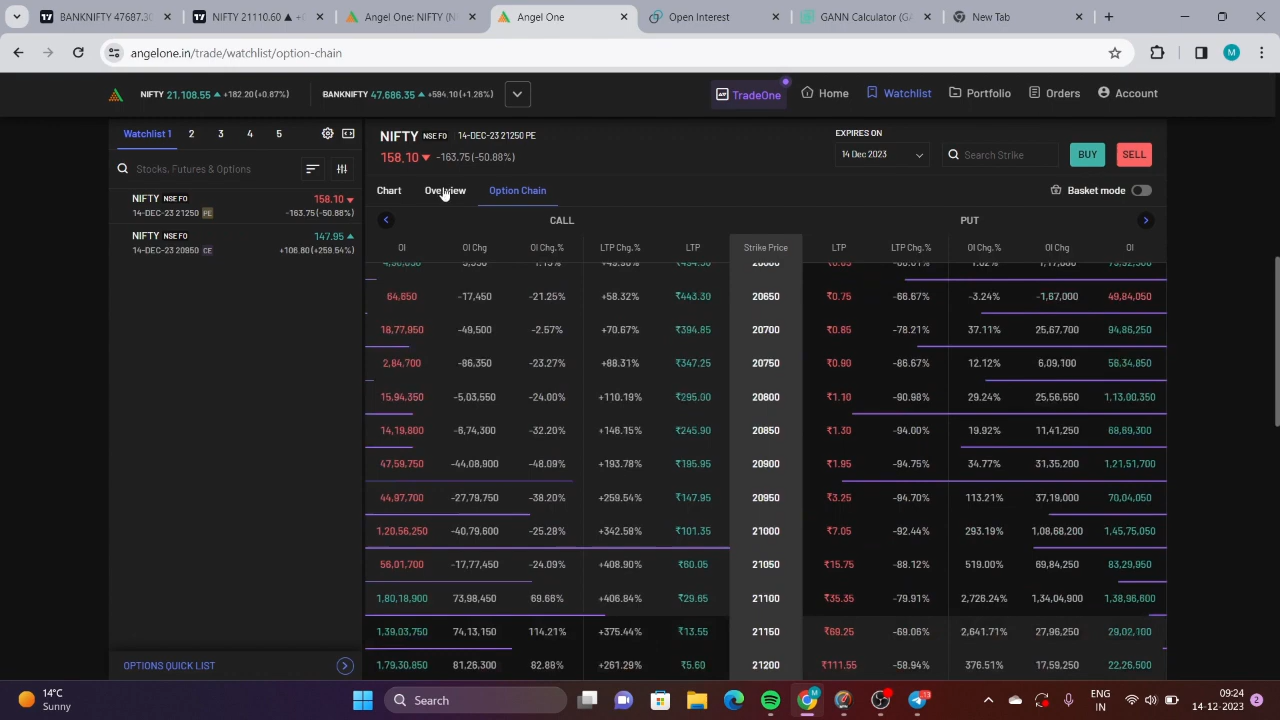 BANKNIFTY 47687.30
NIFTY 21110.60 ▲ +
Angel One: NIFTY (N
Angel One
Open Interest
GANN Calculator (GA
New Tab
angelone.in/trade/watchlist/option-chain
NIFTY 21,108.55 ▲ +182.20(+0.87%)
BANKNIFTY 47,686.35 ▲ +594.10(+1.26%)
TradeOne
Home
Watchlist
Portfolio
Orders
Account
Watchlist 1 2 3 4 5
Stocks, Futures & Options
NIFTY NSE FO 158.10 ▼
14-DEC-23 21250 PE -163.75(-50.88%)
NIFTY NSE FO 147.95 ▲
14-DEC-23 20950 CE +106.80(+259.54%)
OPTIONS QUICK LIST
NIFTY NSE FO 14-DEC-23 21250 PE
158.10 ▼ -163.75(-50.88%)
EXPIRES ON
14 Dec 2023
Search Strike
BUY
SELL
Chart Overview Option Chain
Basket mode
CALL PUT
OI OI Chg OI Chg.% LTP Chg.% LTP Strike Price LTP LTP Chg.% OI Chg.% OI Chg OI
64,650 -17,450 -21.25% +58.32% ₹443.30 20650 ₹0.75 -66.67% -3.24% -1,67,000 49,84,050
18,77,950 -49,500 -2.57% +70.67% ₹394.85 20700 ₹0.85 -78.21% 37.11% 25,67,700 94,86,250
2,84,700 -86,350 -23.27% +88.31% ₹347.25 20750 ₹0.90 -86.67% 12.12% 6,09,100 56,34,850
15,94,350 -5,03,550 -24.00% +110.19% ₹295.00 20800 ₹1.10 -90.98% 29.24% 25,56,550 1,13,00,350
14,19,800 -6,74,300 -32.20% +146.15% ₹245.90 20850 ₹1.30 -94.00% 19.92% 11,41,250 68,69,300
47,59,750 -44,08,900 -48.09% +193.78% ₹195.95 20900 ₹1.95 -94.75% 34.77% 31,35,200 1,21,51,700
44,97,700 -27,79,750 -38.20% +259.54% ₹147.95 20950 ₹3.25 -94.70% 113.21% 37,19,000 70,04,050
1,20,56,250 -40,79,600 -25.28% +342.58% ₹101.35 21000 ₹7.05 -92.44% 293.19% 1,08,68,200 1,45,75,050
56,01,700 -17,77,450 -24.09% +408.90% ₹60.05 21050 ₹15.75 -88.12% 519.00% 69,84,250 83,29,950
1,80,18,900 73,98,450 69.66% +406.84% ₹29.65 21100 ₹35.35 -79.91% 2,726.24% 1,34,04,900 1,38,96,600
1,39,03,750 74,13,150 114.21% +375.44% ₹13.55 21150 ₹69.25 -69.06% 2,641.71% 27,96,250 29,02,100
1,79,30,850 81,26,300 82.88% +261.29% ₹5.60 21200 ₹111.55 -58.94% 376.51% 17,59,250 22,26,500
14°C
Sunny
Search
13
ENG
IN
09:24
14-12-2023
2